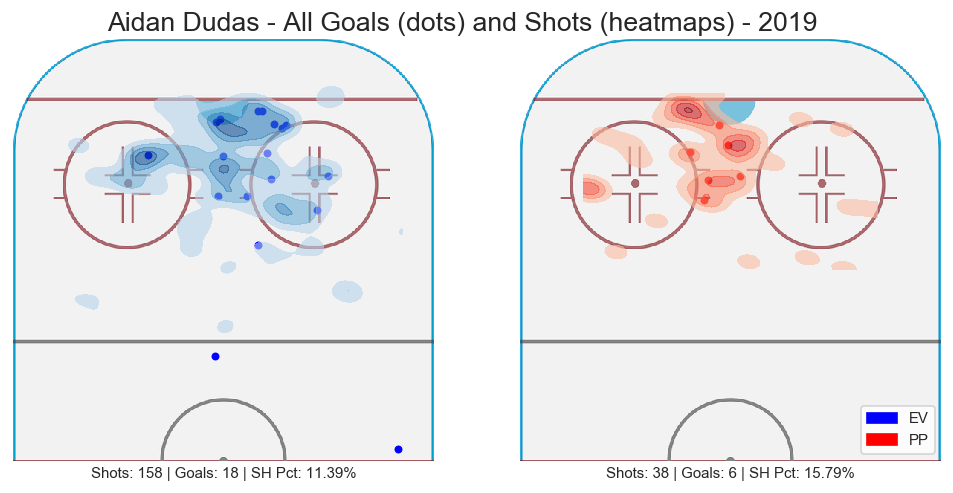 Aidan Dudas - All Goals (dots) and Shots (heatmaps) - 2019
EV
PP
Shots: 158 | Goals: 18 | SH Pct: 11.39%
Shots: 38 | Goals: 6 | SH Pct: 15.79%